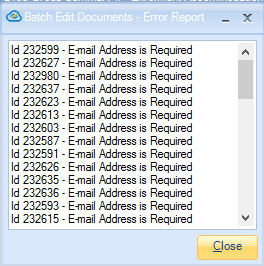 Batch Edit Documents - Error Report
Id 232599 - E-mail Address is Required
Id 232627 - E-mail Address is Required
Id 232980 - E-mail Address is Required
Id 232637 - E-mail Address is Required
Id 232623 - E-mail Address is Required
Id 232613 - E-mail Address is Required
Id 232603 - E-mail Address is Required
Id 232587 - E-mail Address is Required
Id 232591 - E-mail Address is Required
Id 232626 - E-mail Address is Required
Id 232635 - E-mail Address is Required
Id 232636 - E-mail Address is Required
Id 232593 - E-mail Address is Required
Id 232615 - E-mail Address is Required
Close